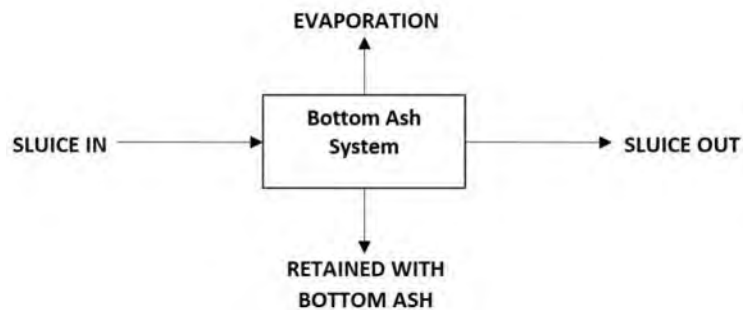 EVAPORATION
Bottom Ash
System
SLUICE IN
SLUICE OUT
RETAINED WITH
BOTTOM ASH